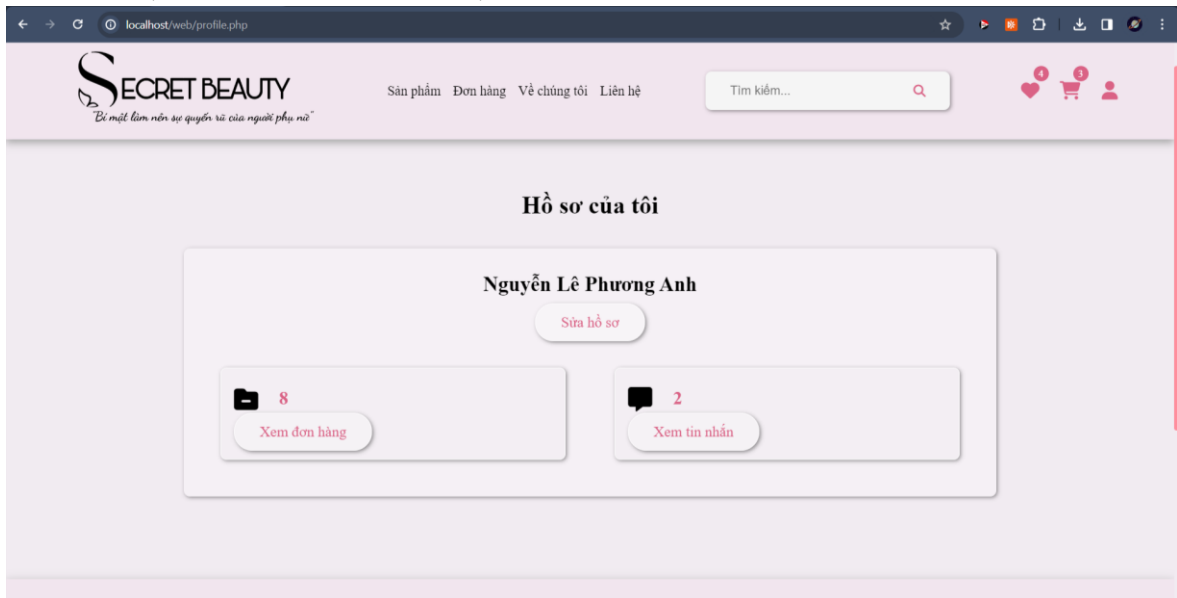 localhost/web/profile.php
SECRET BEAUTY
"Bí mật làm nên sự quyến rũ của người phụ nữ"
Sản phẩm Đơn hàng Về chúng tôi Liên hệ
Tìm kiếm...
4
3
Hồ sơ của tôi
Nguyễn Lê Phương Anh
Sửa hồ sơ
8
Xem đơn hàng
2
Xem tin nhắn